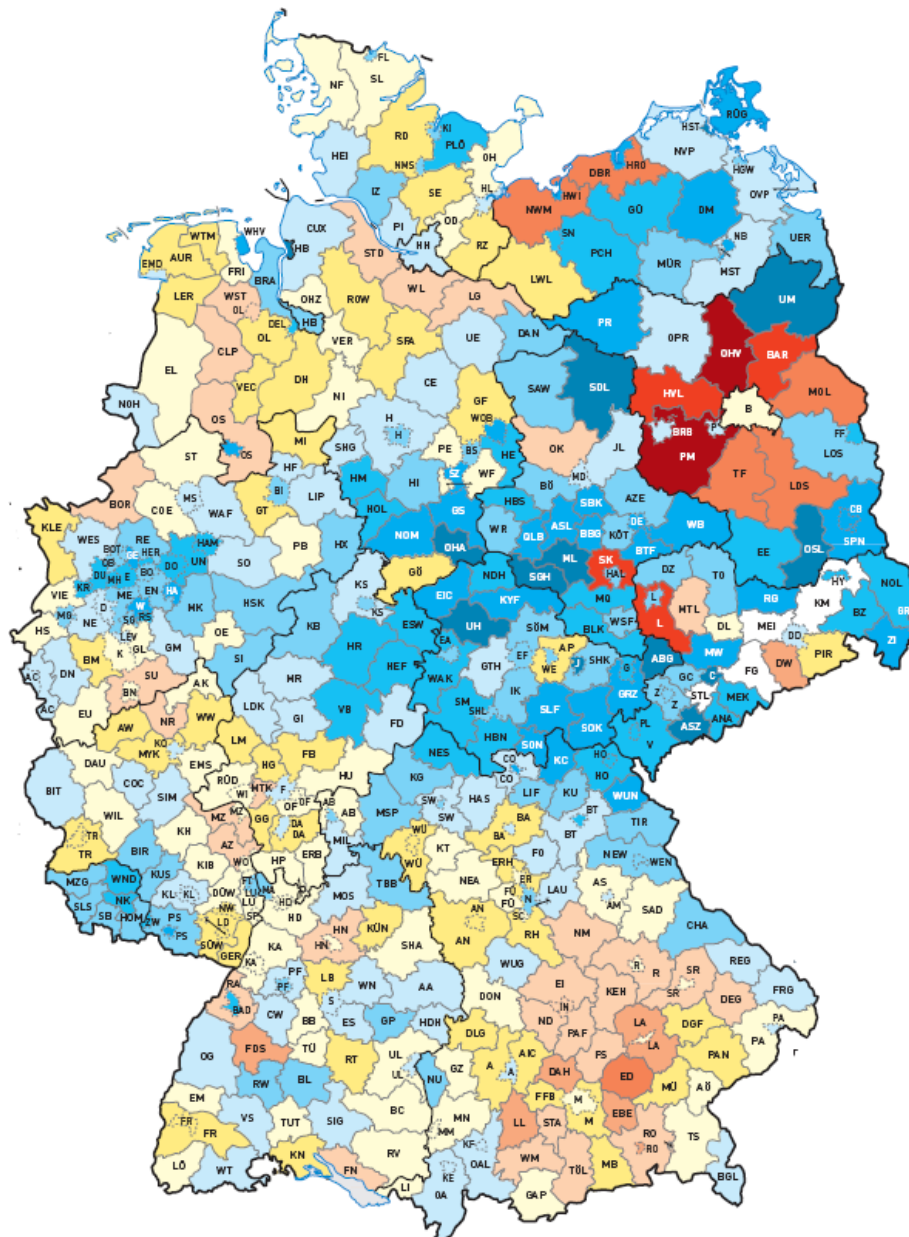 FL
NF SL
RD KI PLÖ
HEI OH
NMS
IZ SE HL
PI OD
HH RZ
RÜG
HST
NVP
DBR HRO
HGW
OVP
NWM HWI
GÜ DM
SN
PCH NB
UER
MÜR MST
LWL
WHV
CUX
HB
WTM
EMD AUR
FRI
BRA
STD
LER
WST
OL
OHZ
ROW
WL
LG
DEL
OL
HB
VER
SFA
UE
DAN
PR
OPR
UM
CLP
EL
VEC
DH
NI
CE
SAW
SDL
OHV BAR
HVL
MOL
NOH
OS
GF
WOB
B
BRB P
PM
OS
MI
SHG
H
H
PE BS
HE
OK
JL
FF
LOS
ST
HF
WF
SZ
BÖ MD
TF
LDS
BOR
COE
MS
WAF
GT
BI
LIP
HM HI
HOL
GS
HBS
SBK
AZE
CB
SPN
KLE
WES
RE
BOT
HER
OB
GE
DU
MH E
BO
DO
HAM
UN
SO
PB
HX
NOM
OHA
WR
QLB
ASL
BBG
KÖT
DE
WB
EE
OSL
KR
VIE
ME
EN
HA
BTF
MG
D
W
RS
SG
NE
MK
HSK
GÖ
NDH
SGH
ML
SK
HAL
DZ
TO
HY
NOL
KS
KS
EIC
KYF
MQ
RG
KM
GR
HS
LEV
K
GL
OE
KB
ESW
UH
SÖM
BLK
WSF
L
L
MTL
MEI
BZ
DN
BM
GM
SI
HR
EA
AP
DL
DD
ZI
AC
AC
SU
BN
HEF
WAK
GTH
EF
WE
J
SHK
G
ABG
MW
FG
DW
PIR
AK
MR
EU
NR
WW
LDK
GI
VB
FD
SM
SHL
IK
SLF
GRZ
GC
C
Z
Z
STL
MEK
AW
MYK
KO
LM
HBN
SOK
PL
V
ASZ
ANA
DAU
EMS
FB
HG
NES
SON
BIT
COC
RÜD
HU
CO
CO
KC
HO
HO
WIL
SIM
WI
MTK
F
OF
OF
AB
AB
KG
LIF
KU
WUN
MZ
MZ
GG
DA
DA
MSP
SW
SW
HAS
BT
BT
TIR
TR
TR
KH
AZ
MIL
WÜ
WÜ
BA
BA
BIR
WO
HP
ERB
KT
FO
NEW
WEN
MZG
WND
KUS
KIB
TBB
NEA
ERH
ER
LAU
AS
SLS
NK
KL
KL
DÜW
FT
LU
LU
MA
HD
HD
MOS
FÜ
FÜ
N
SC
AM
SAD
SB
HOM
ZW
PS
PS
NW
LD
SP
SÜW
GER
KA
KA
HN
HN
KÜN
AN
AN
RH
NM
CHA
SHA
R
R
REG
RA
BAD
PF
PF
LB
WN
AA
WUG
EI
IN
KEH
SR
SR
DEG
FRG
CW
S
BB
ES
GP
HDH
DON
ND
PAF
LA
LA
DGF
PA
PA
OG
FDS
TÜ
RT
UL
UL
DLG
AIC
FS
PAN
RW
BL
NU
GZ
A
A
DAH
ED
MÜ
AÖ
EM
FFB
M
M
EBE
VS
TUT
SIG
BC
MN
LL
STA
RO
RO
TS
FR
FR
MM
KF
WM
TÖL
MB
LÖ
WT
KN
FN
RV
LI
OA
KE
OAL
GAP
BGL